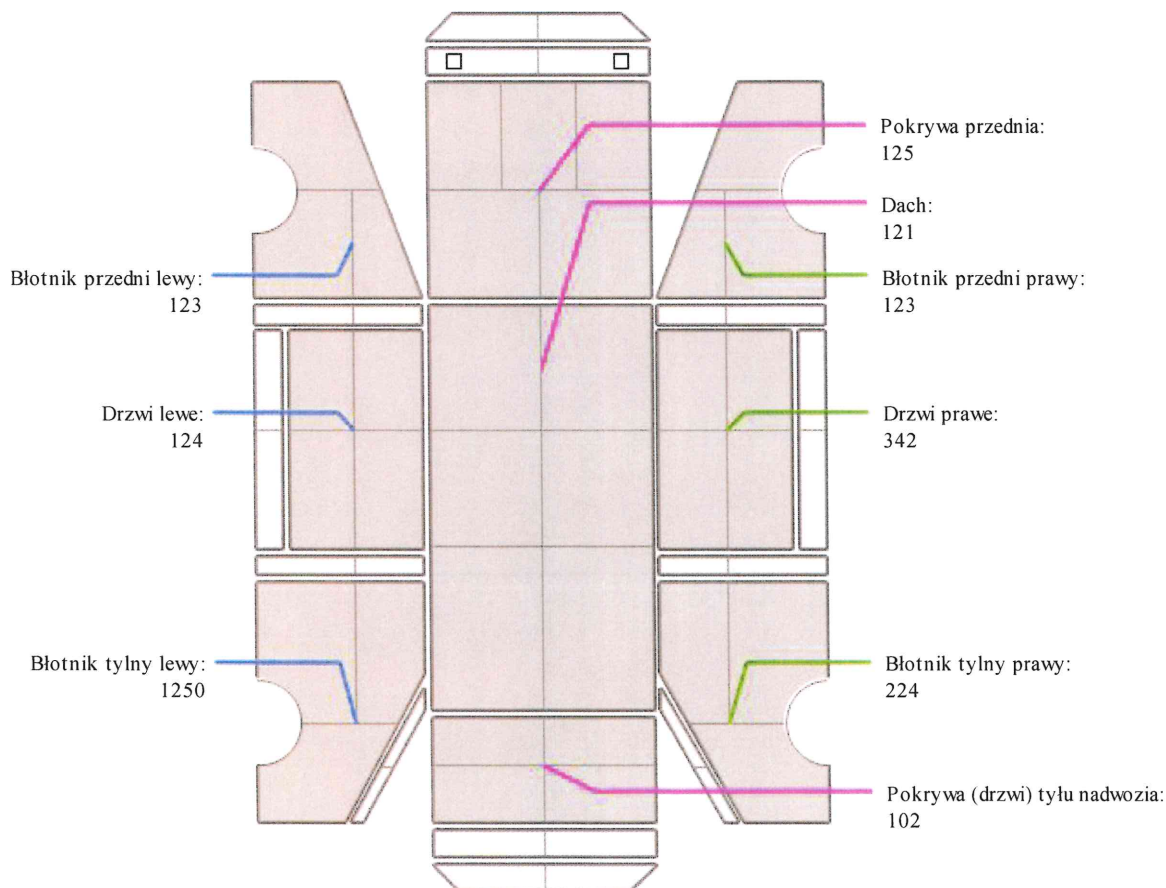 Pokrywa przednia:
125
Dach:
121
Błotnik przedni lewy:
123
Błotnik przedni prawy:
123
Drzwi lewe:
124
Drzwi prawe:
342
Błotnik tylny lewy:
1250
Błotnik tylny prawy:
224
Pokrywa (drzwi) tyłu nadwozia:
102